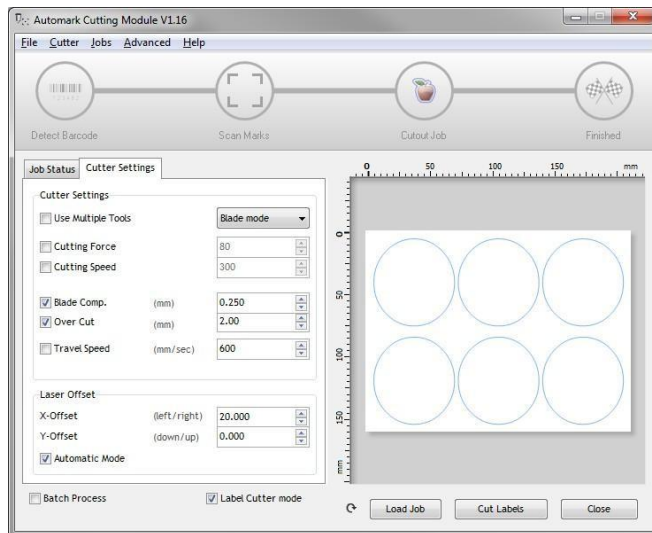 Automark Cutting Module V1.16
File Cutter Jobs Advanced Help
Detect Barcode Scan Marks Cutout Job Finished
Job Status Cutter Settings
Cutter Settings
Use Multiple Tools Blade mode
Cutting Force 80
Cutting Speed 300
Blade Comp. (mm) 0.250
Over Cut (mm) 2.00
Travel Speed (mm/sec) 600
Laser Offset
X-Offset (left/right) 20.000
Y-Offset (down/up) 0.000
Automatic Mode
Batch Process Label Cutter mode
0 50 100 150 mm
0
50
100
150
mm
Load Job Cut Labels Close